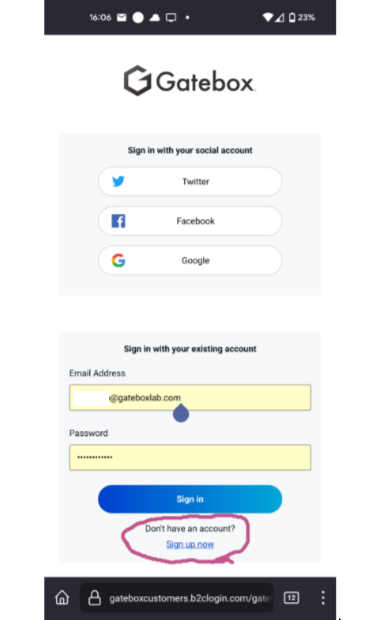 16:06
23%
Gatebox
Sign in with your social account
Twitter
Facebook
Google
Sign in with your existing account
Email Address
@gateboxlab.com
Password
••••••••••••
Sign in
Don't have an account?
Sign up now
gateboxcustomers.b2clogin.com/gate
12